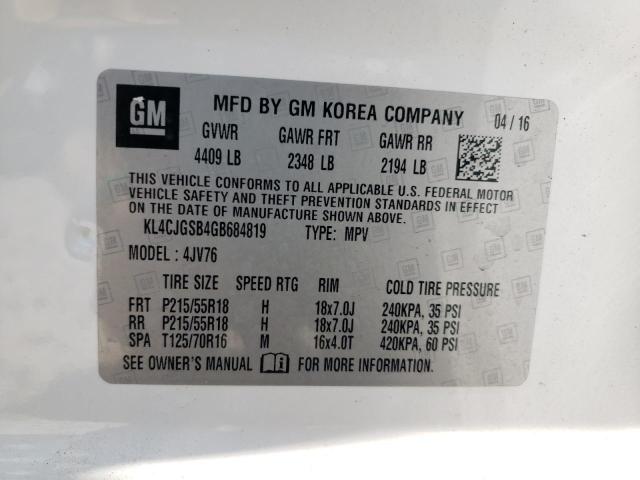 GM MFD BY GM KOREA COMPANY 04 / 16
GVWR GAWR FRT GAWR RR
4409 LB 2348 LB 2194 LB
THIS VEHICLE CONFORMS TO ALL APPLICABLE U.S. FEDERAL MOTOR
VEHICLE SAFETY AND THEFT PREVENTION STANDARDS IN EFFECT
ON THE DATE OF MANUFACTURE SHOWN ABOVE.
KL4CJGSB4GB684819 TYPE: MPV
MODEL : 4JV76
TIRE SIZE SPEED RTG RIM COLD TIRE PRESSURE
FRT P215/55R18 H 18x7.0J 240KPA, 35 PSI
RR P215/55R18 H 18x7.0J 240KPA, 35 PSI
SPA T125/70R16 M 16x4.0T 420KPA, 60 PSI
SEE OWNER'S MANUAL FOR MORE INFORMATION